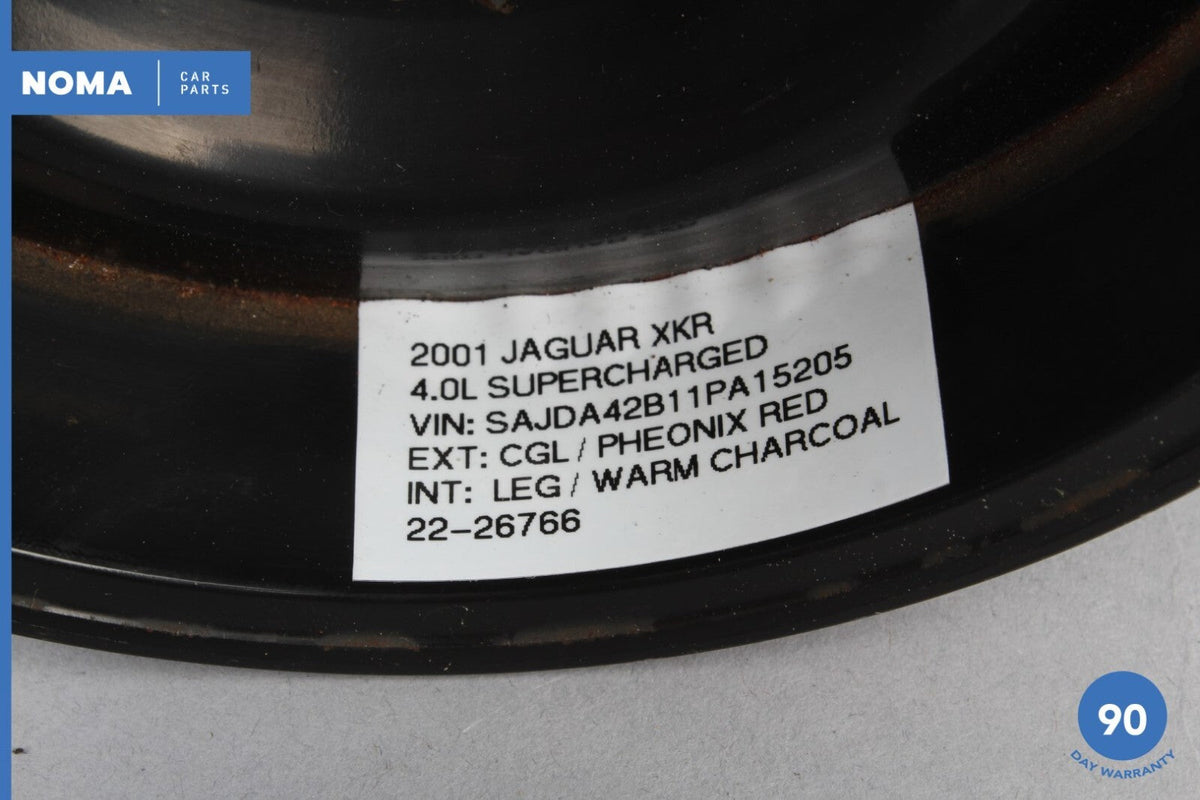 NOMA
CAR
PARTS
2001 JAGUAR XKR
4.0L SUPERCHARGED
VIN: SAJDA42B11PA15205
EXT: CGL / PHEONIX RED
INT: LEG / WARM CHARCOAL
22-26766
90
DAY WARRANTY